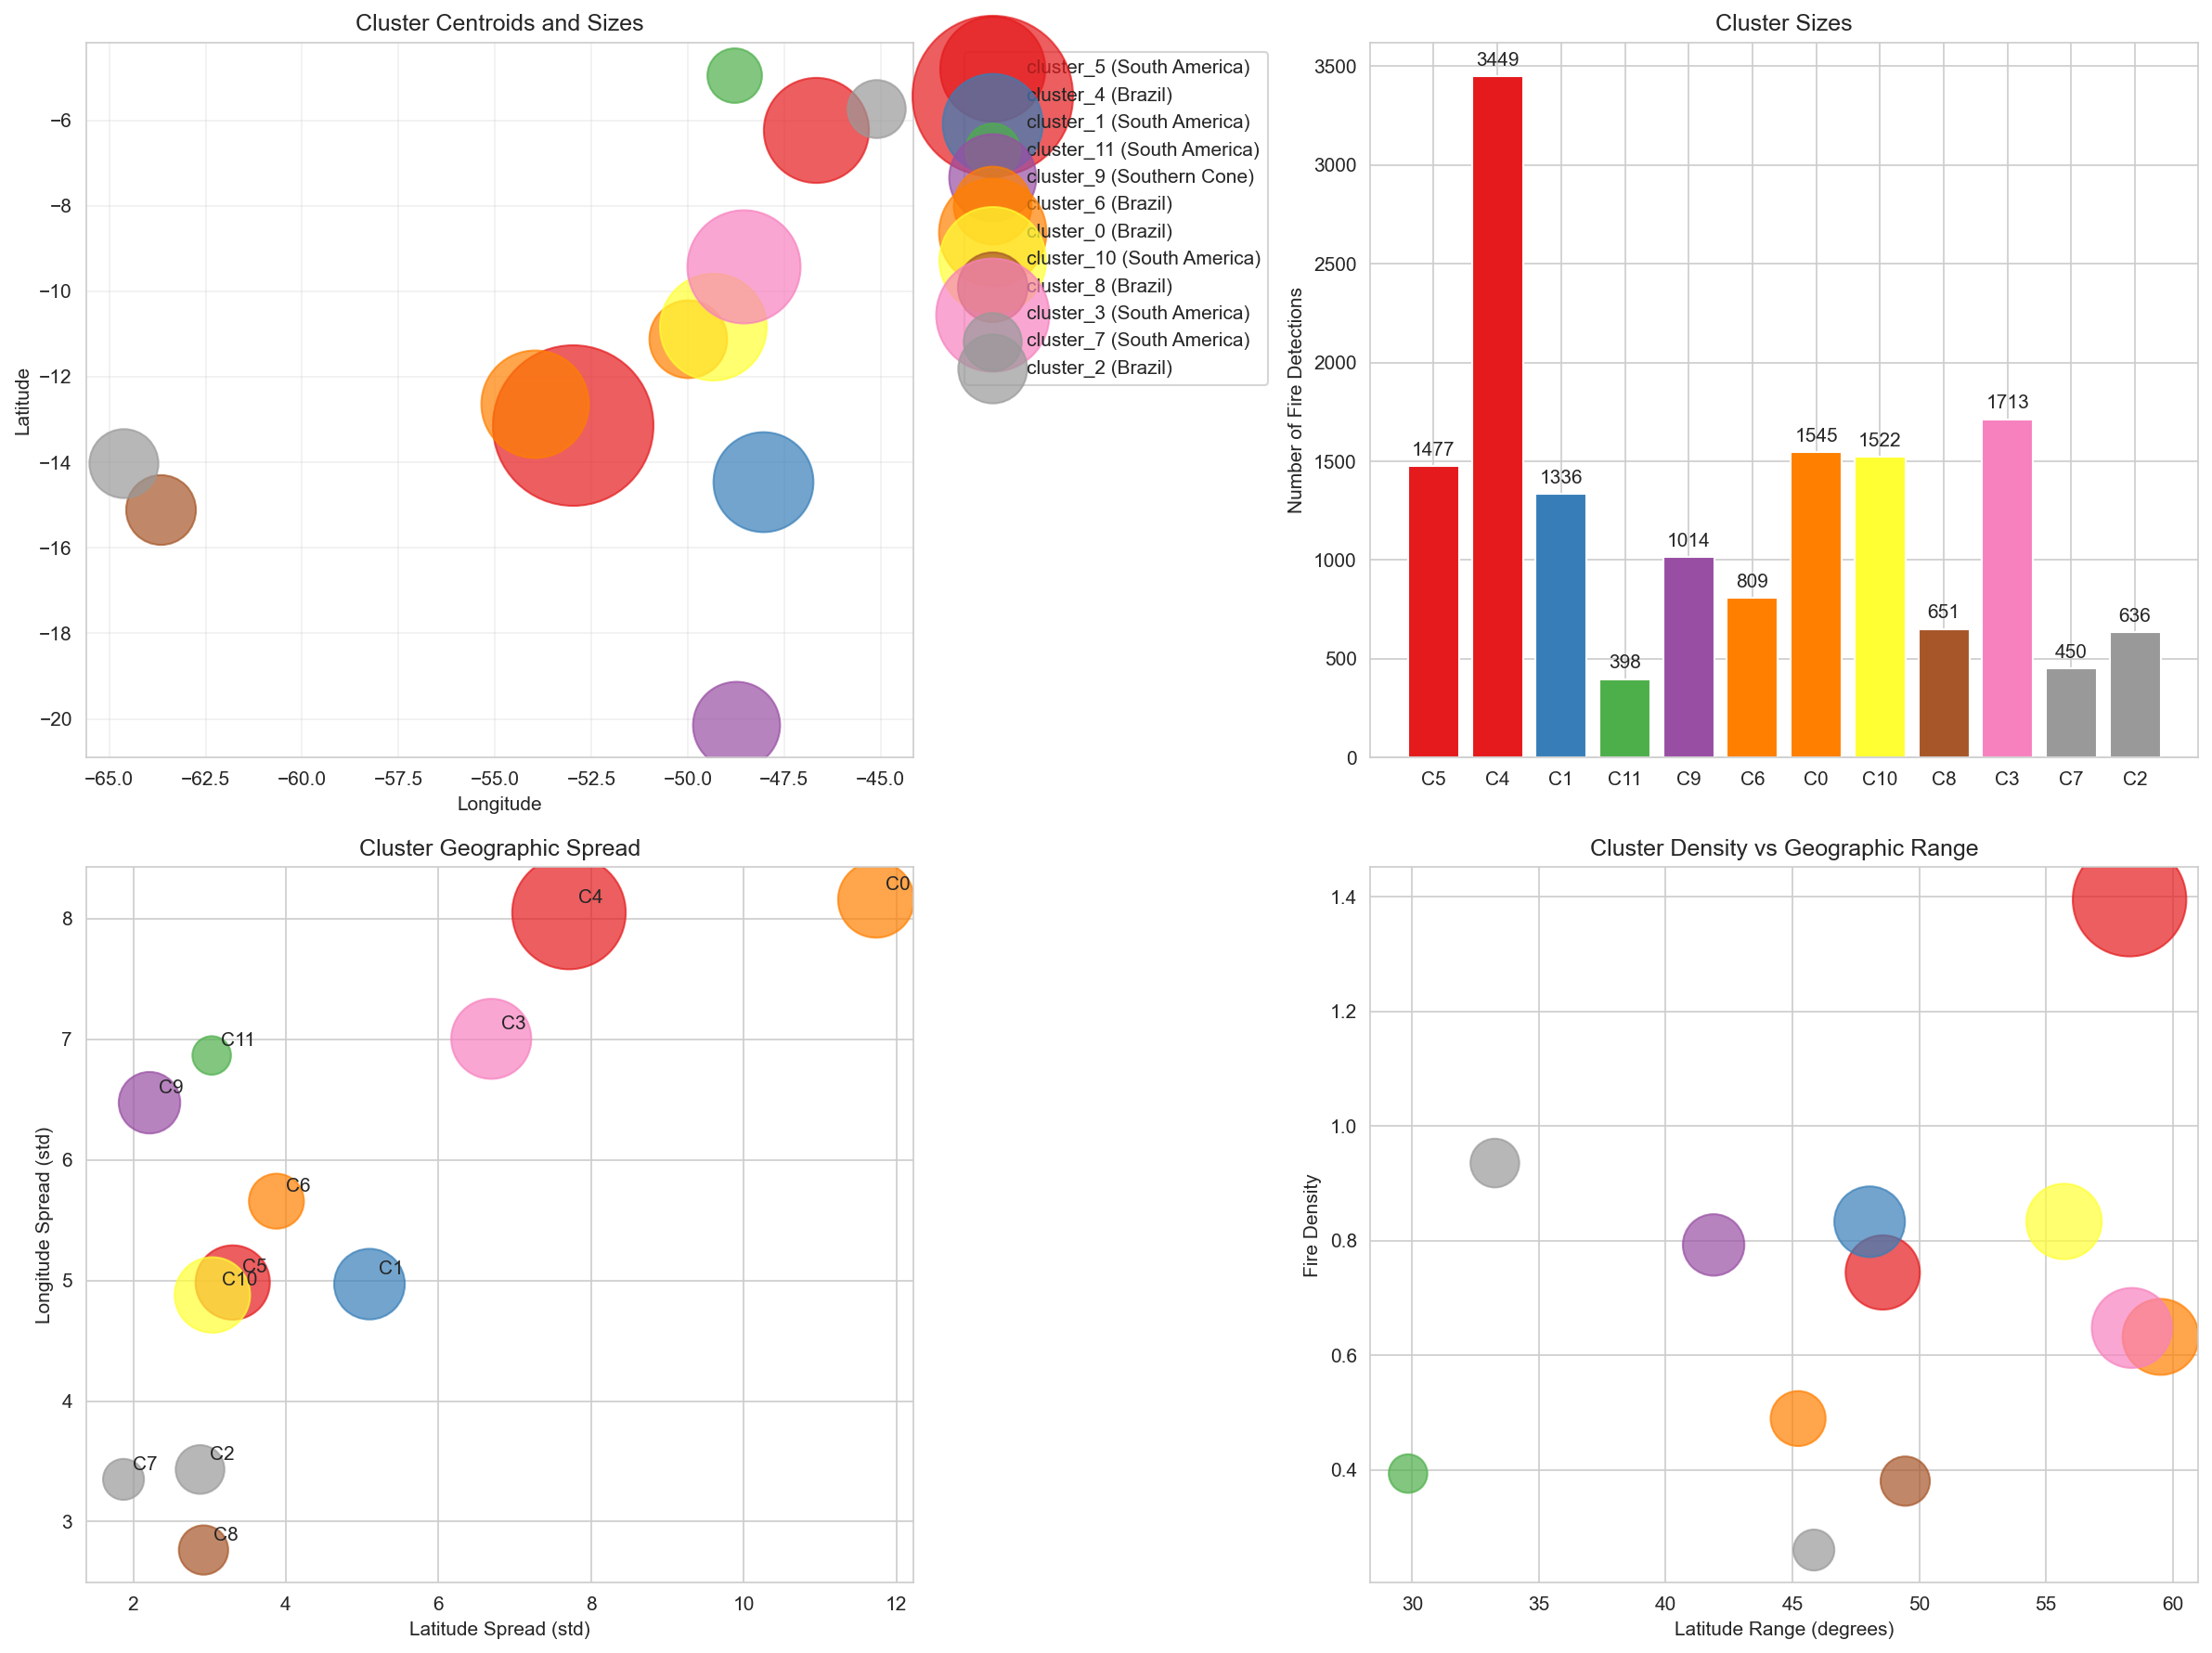 Cluster Centroids and Sizes
−6
−8
−10
−12
−14
−16
−18
−20
Latitude
−65.0
−62.5
−60.0
−57.5
−55.0
−52.5
−50.0
−47.5
−45.0
Longitude
cluster_5 (South America)
cluster_4 (Brazil)
cluster_1 (South America)
cluster_11 (South America)
cluster_9 (Southern Cone)
cluster_6 (Brazil)
cluster_0 (Brazil)
cluster_10 (South America)
cluster_8 (Brazil)
cluster_3 (South America)
cluster_7 (South America)
cluster_2 (Brazil)
Cluster Sizes
3500
3000
2500
2000
1500
1000
500
0
Number of Fire Detections
1477
3449
1336
398
1014
809
1545
1522
651
1713
450
636
C5
C4
C1
C11
C9
C6
C0
C10
C8
C3
C7
C2
Cluster Geographic Spread
8
7
6
5
4
3
Longitude Spread (std)
C0
C4
C3
C11
C9
C6
C5
C10
C1
C2
C7
C8
2
4
6
8
10
12
Latitude Spread (std)
Cluster Density vs Geographic Range
1.4
1.2
1.0
0.8
0.6
0.4
Fire Density
30
35
40
45
50
55
60
Latitude Range (degrees)